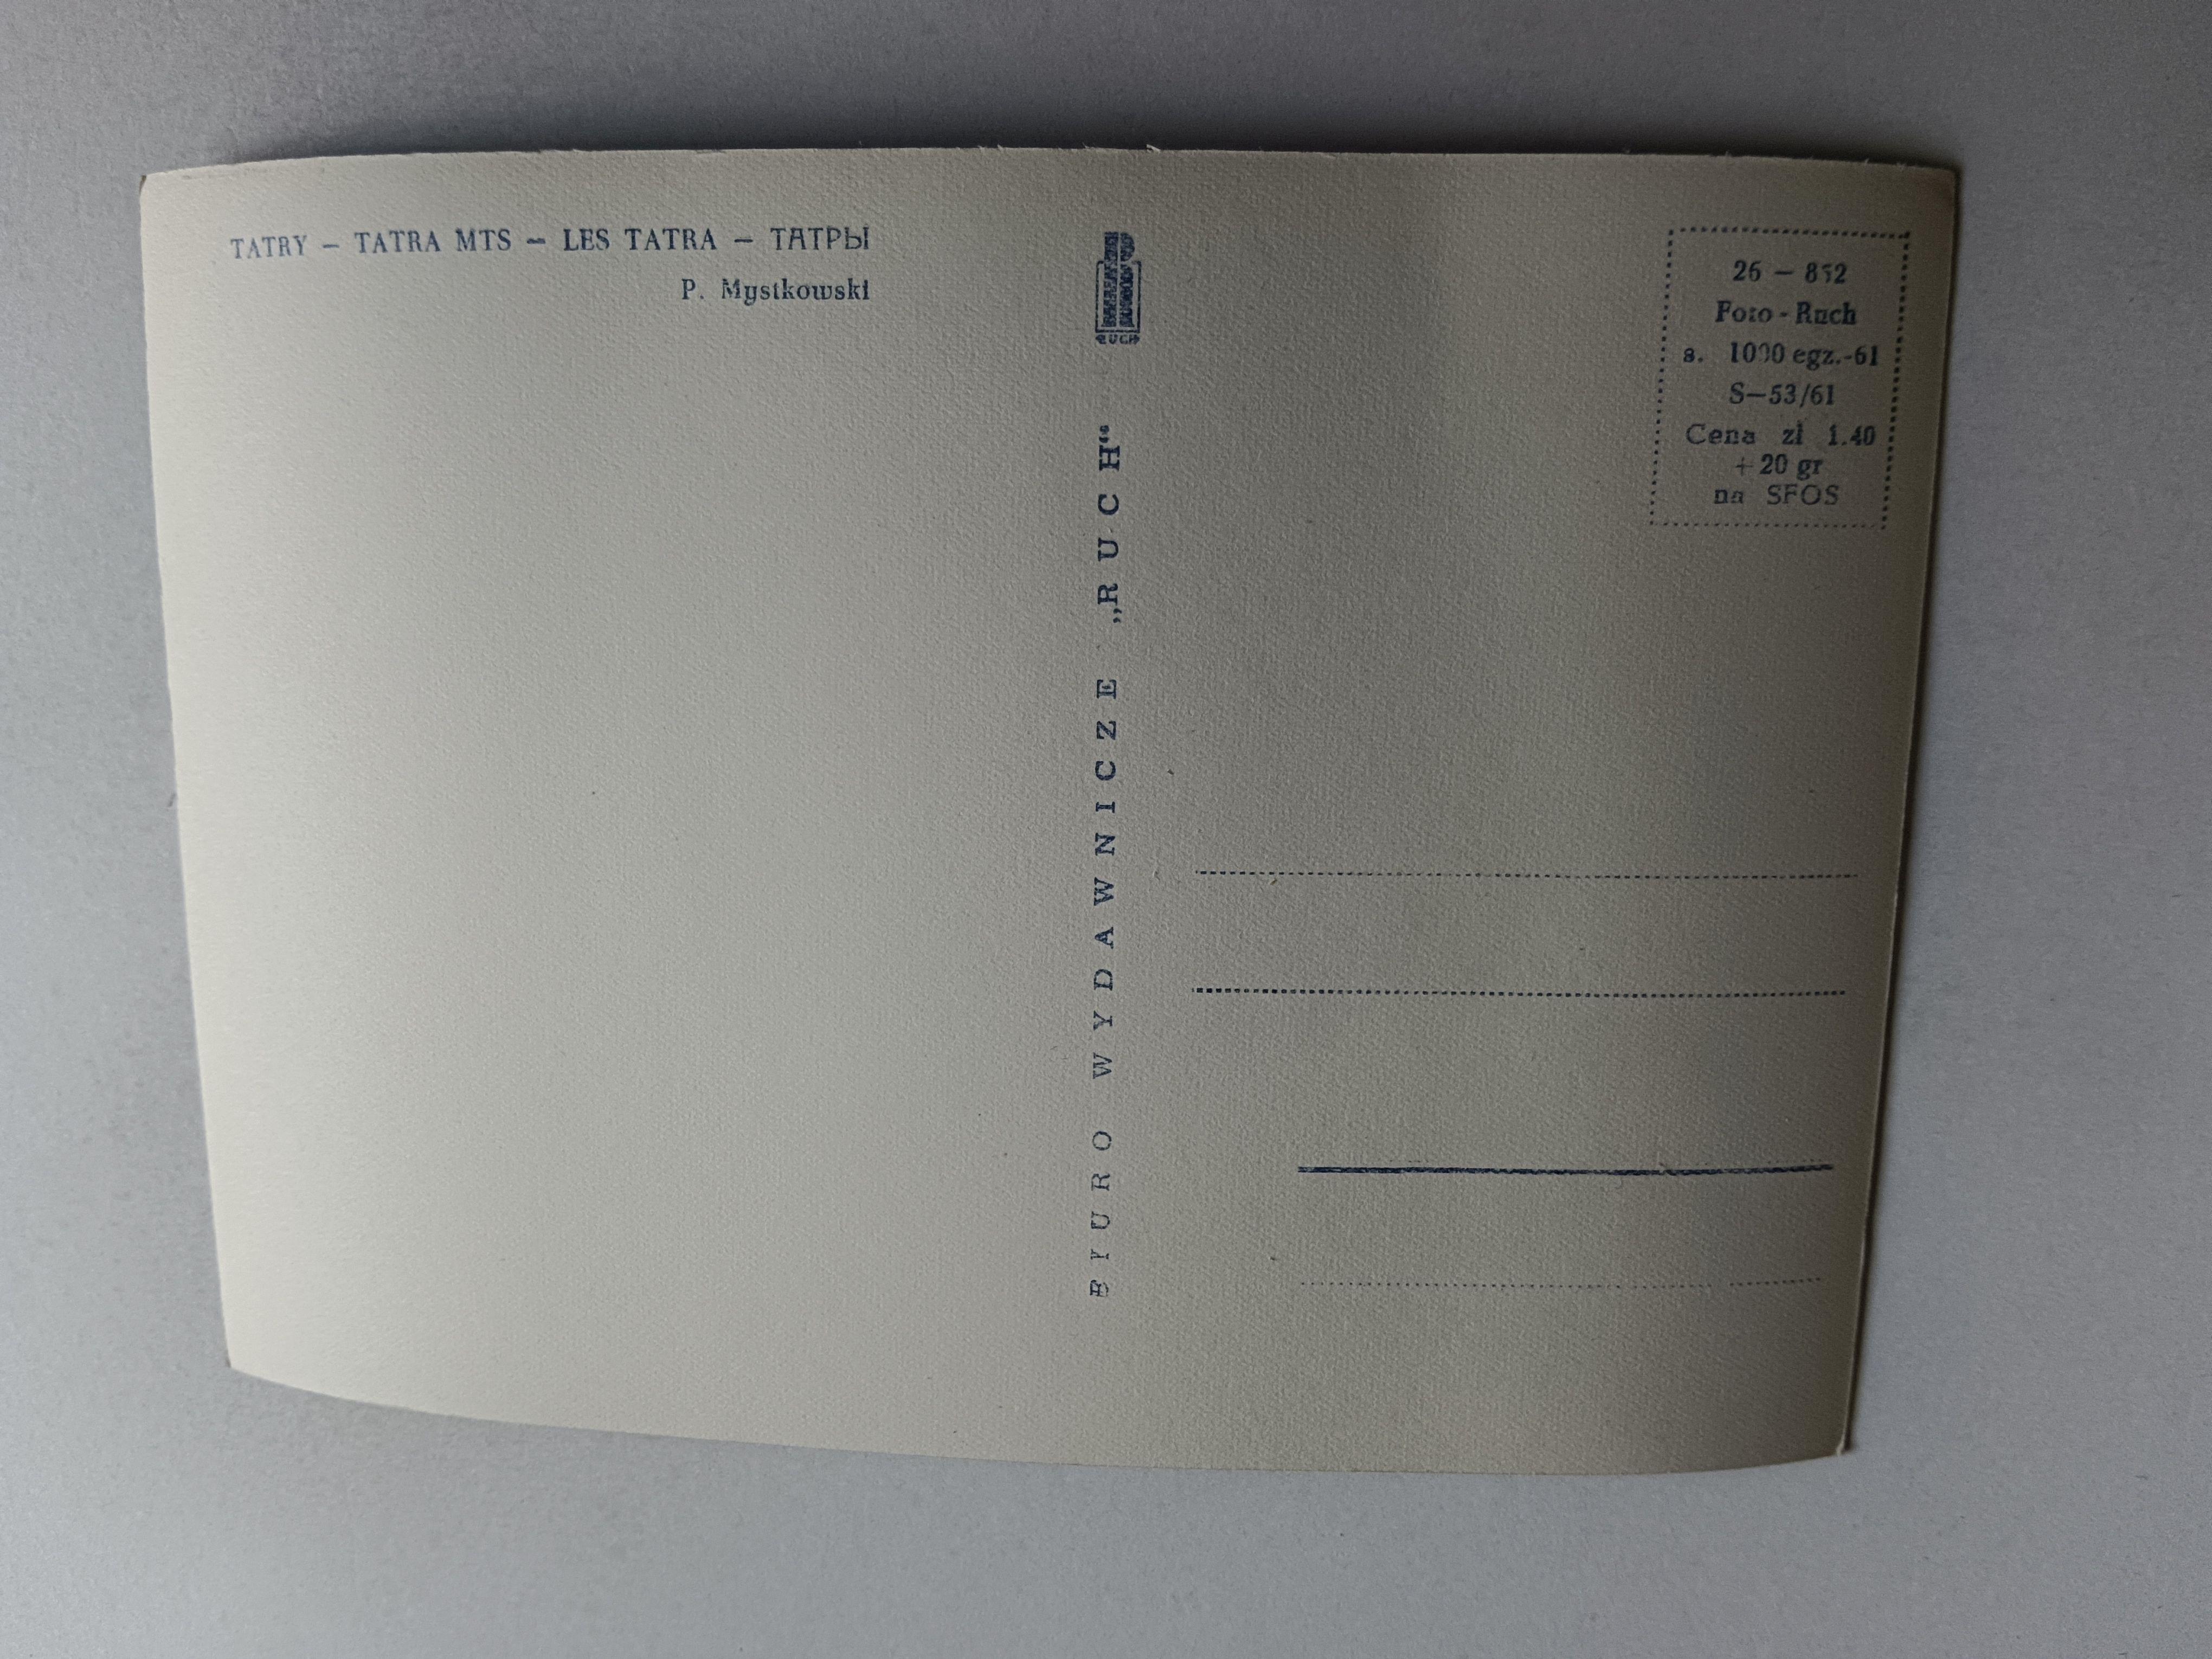 TATRY — TATRA MTS — LES TATRA — ТАТРЫ
P. Mystkowski
RUCH
BIURO WYDAWNICZE „RUCH“
26 — 852
Foto-Ruch
s. 1000 egz.-61
S—53/61
Cena zł 1.40
+ 20 gr
na SFOS